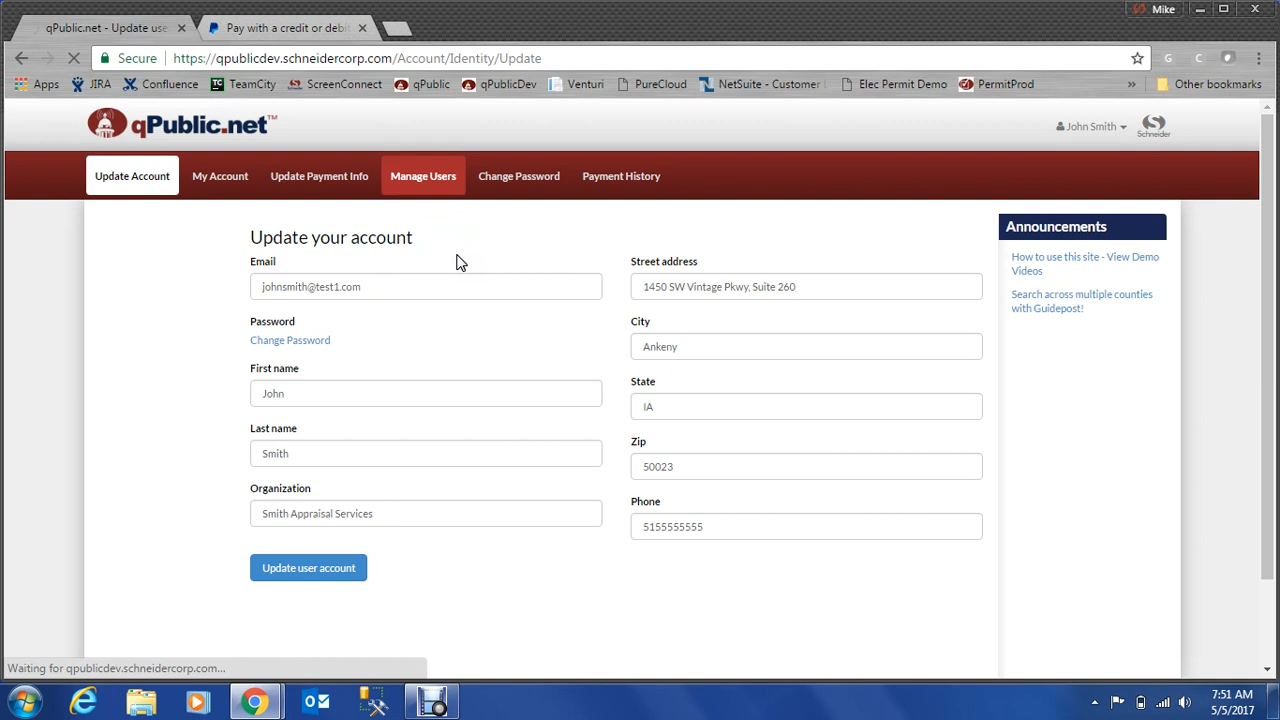 Mike
qPublic.net - Update use
Pay with a credit or debi
Secure https://qpublicdev.schneidercorp.com/Account/Identity/Update
Apps JIRA Confluence TeamCity ScreenConnect qPublic qPublicDev Venturi PureCloud NetSuite - Customer Elec Permit Demo PermitProd » Other bookmarks
qPublic.net™
John Smith
Schneider
Update Account My Account Update Payment Info Manage Users Change Password Payment History
Update your account
Email
johnsmith@test1.com
Password
Change Password
First name
John
Last name
Smith
Organization
Smith Appraisal Services
Update user account
Street address
1450 SW Vintage Pkwy, Suite 260
City
Ankeny
State
IA
Zip
50023
Phone
5155555555
Announcements
How to use this site - View Demo
Videos
Search across multiple counties
with Guidepost!
Waiting for qpublicdev.schneidercorp.com...
7:51 AM
5/5/2017